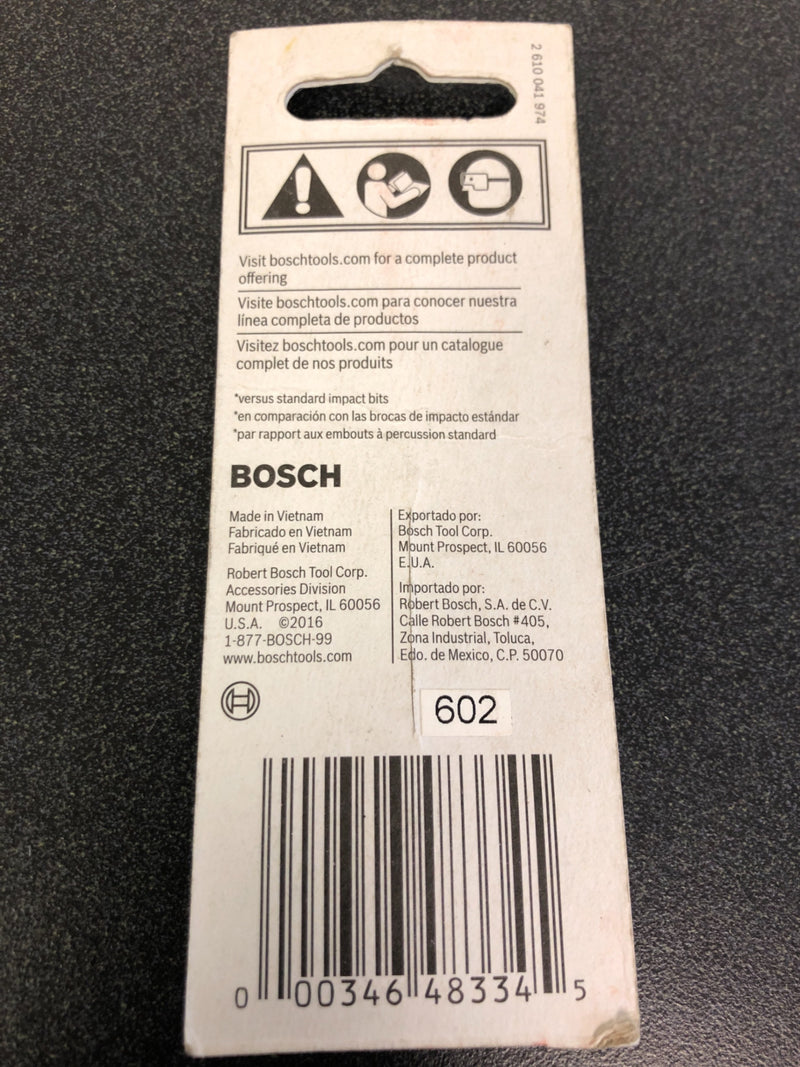 2 610 041 974
Visit boschtools.com for a complete product
offering
Visite boschtools.com para conocer nuestra
línea completa de productos
Visitez boschtools.com pour un catalogue
complet de nos produits
*versus standard impact bits
*en comparación con las brocas de impacto estándar
*par rapport aux embouts à percussion standard
BOSCH
Made in Vietnam
Fabricado en Vietnam
Fabriqué en Vietnam
Robert Bosch Tool Corp.
Accessories Division
Mount Prospect, IL 60056
U.S.A. ©2016
1-877-BOSCH-99
www.boschtools.com
Exportado por:
Bosch Tool Corp.
Mount Prospect, IL 60056
E.U.A.
Importado por:
Robert Bosch, S.A. de C.V.
Calle Robert Bosch #405,
Zona Industrial, Toluca,
Edo. de Mexico, C.P. 50070
602
0 00346 48334 5